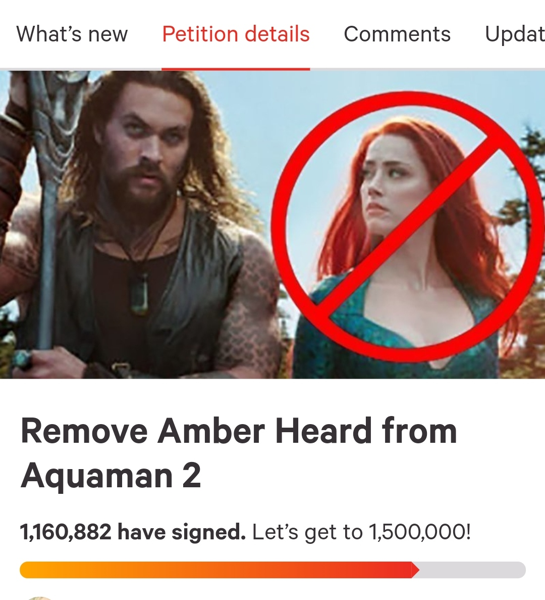 What's new Petition details Comments Updat
Remove Amber Heard from
Aquaman 2
1,160,882 have signed. Let's get to 1,500,000!